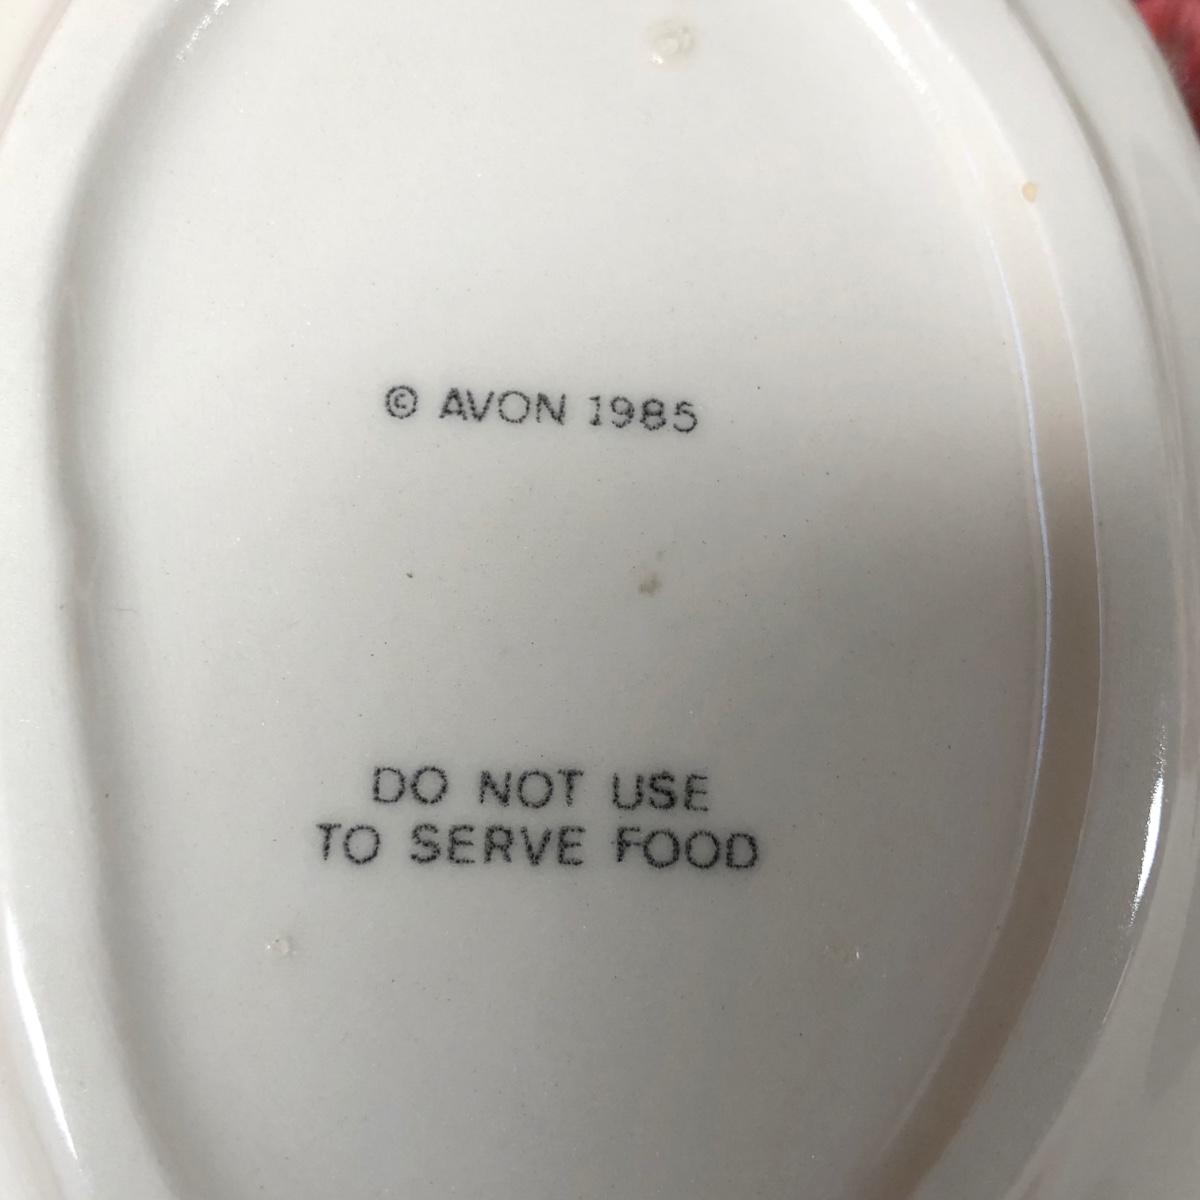 © AVON 1985
DO NOT USE
TO SERVE FOOD